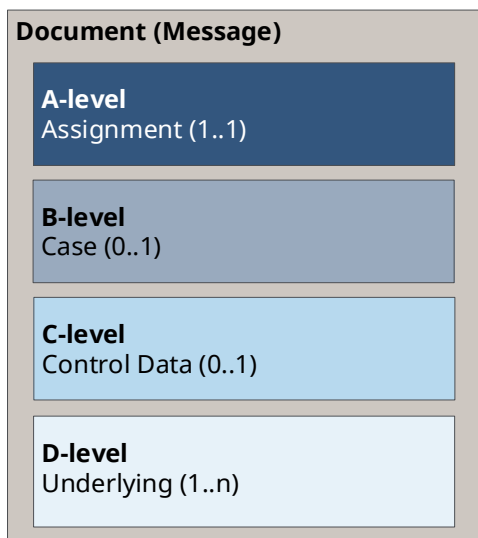 Document (Message)
A-level
Assignment (1..1)
B-level
Case (0..1)
C-level
Control Data (0..1)
D-level
Underlying (1..n)